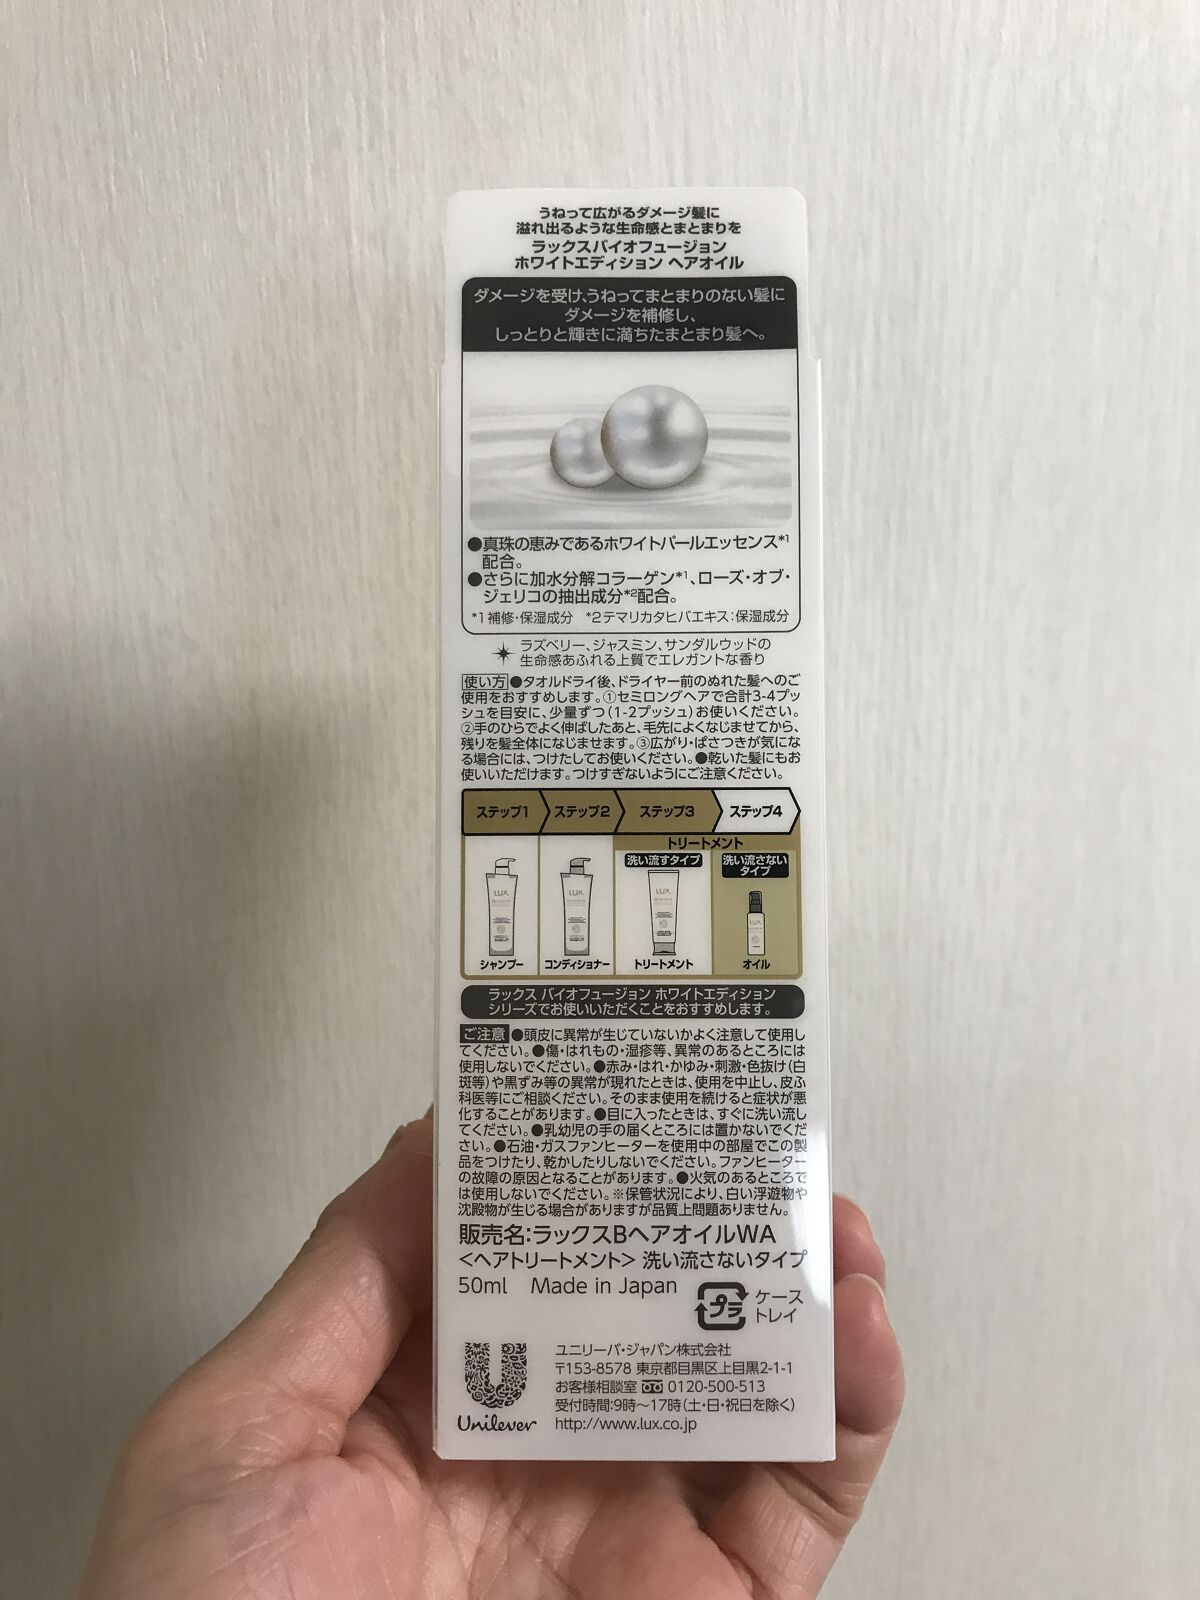 うねって広がるダメージ髪に
溢れ出るような生命感とまとまりを
ラックスバイオフュージョン
ホワイトエディション ヘアオイル
ダメージを受け、うねってまとまりのない髪に
ダメージを補修し、
しっとりと輝きに満ちたまとまり髪へ。
●真珠の恵みであるホワイトパールエッセンス*1
配合。
●さらに加水分解コラーゲン*1、ローズ・オブ・
ジェリコの抽出成分*2配合。
*1 補修・保湿成分 *2 テマリカタヒバエキス:保湿成分
ラズベリー、ジャスミン、サンダルウッドの
生命感あふれる上質でエレガントな香り
使い方 ●タオルドライ後、ドライヤー前のぬれた髪へのご
使用をおすすめします。①セミロングヘアで合計3-4プッ
シュを目安に、少量ずつ(1-2プッシュ)お使いください。
②手のひらでよく伸ばしたあと、毛先によくなじませてから、
残りを髪全体になじませます。③広がり・ぱさつきが気にな
る場合には、つけたしてお使いください。●乾いた髪にもお
使いいただけます。つけすぎないようにご注意ください。
ステップ1 ステップ2 ステップ3 ステップ4
トリートメント
洗い流すタイプ 洗い流さない
タイプ
LUX LUX LUX LUX
シャンプー コンディショナー トリートメント オイル
ラックス バイオフュージョン ホワイトエディション
シリーズでお使いいただくことをおすすめします。
ご注意 ●頭皮に異常が生じていないかよく注意して使用し
てください。●傷・はれもの・湿疹等、異常のあるところには
使用しないでください。●赤み・はれ・かゆみ・刺激・色抜け(白
斑等)や黒ずみ等の異常が現れたときは、使用を中止し、皮ふ
科医等にご相談ください。そのまま使用を続けると症状が悪
化することがあります。●目に入ったときは、すぐに洗い流し
てください。●乳幼児の手の届くところには置かないでくだ
さい。●石油・ガスファンヒーターを使用中の部屋でこの製
品をつけたり、乾かしたりしないでください。ファンヒーター
の故障の原因となることがあります。●火気のあるところで
は使用しないでください。※保管状況により、白い浮遊物や
沈殿物が生じる場合がありますが品質上問題ありません。
販売名:ラックスBヘアオイルWA
<ヘアトリートメント> 洗い流さないタイプ
50ml Made in Japan
プラ ケース
トレイ
ユニリーバ・ジャパン株式会社
〒153-8578 東京都目黒区上目黒2-1-1
お客様相談室 0120-500-513
受付時間:9時〜17時(土・日・祝日を除く)
Unilever http://www.lux.co.jp